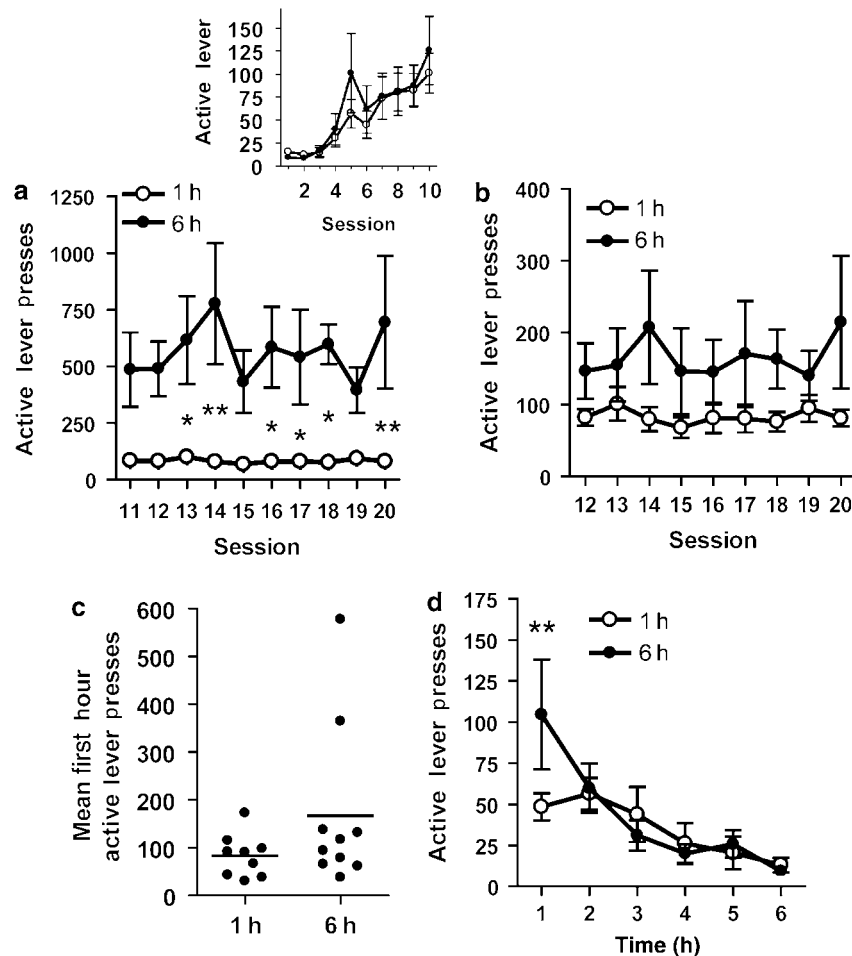 Active lever
150
125
100
75
50
25
0
2 4 6 8 10
Session
a
1 h
6 h
Active lever presses
1250
1000
750
500
250
0
* ** * * * **
11 12 13 14 15 16 17 18 19 20
Session
b
1 h
6 h
Active lever presses
400
300
200
100
0
12 13 14 15 16 17 18 19 20
Session
c
Mean first hour
active lever presses
600
500
400
300
200
100
0
1 h 6 h
d
1 h
6 h
**
Active lever presses
175
150
125
100
75
50
25
0
1 2 3 4 5 6
Time (h)